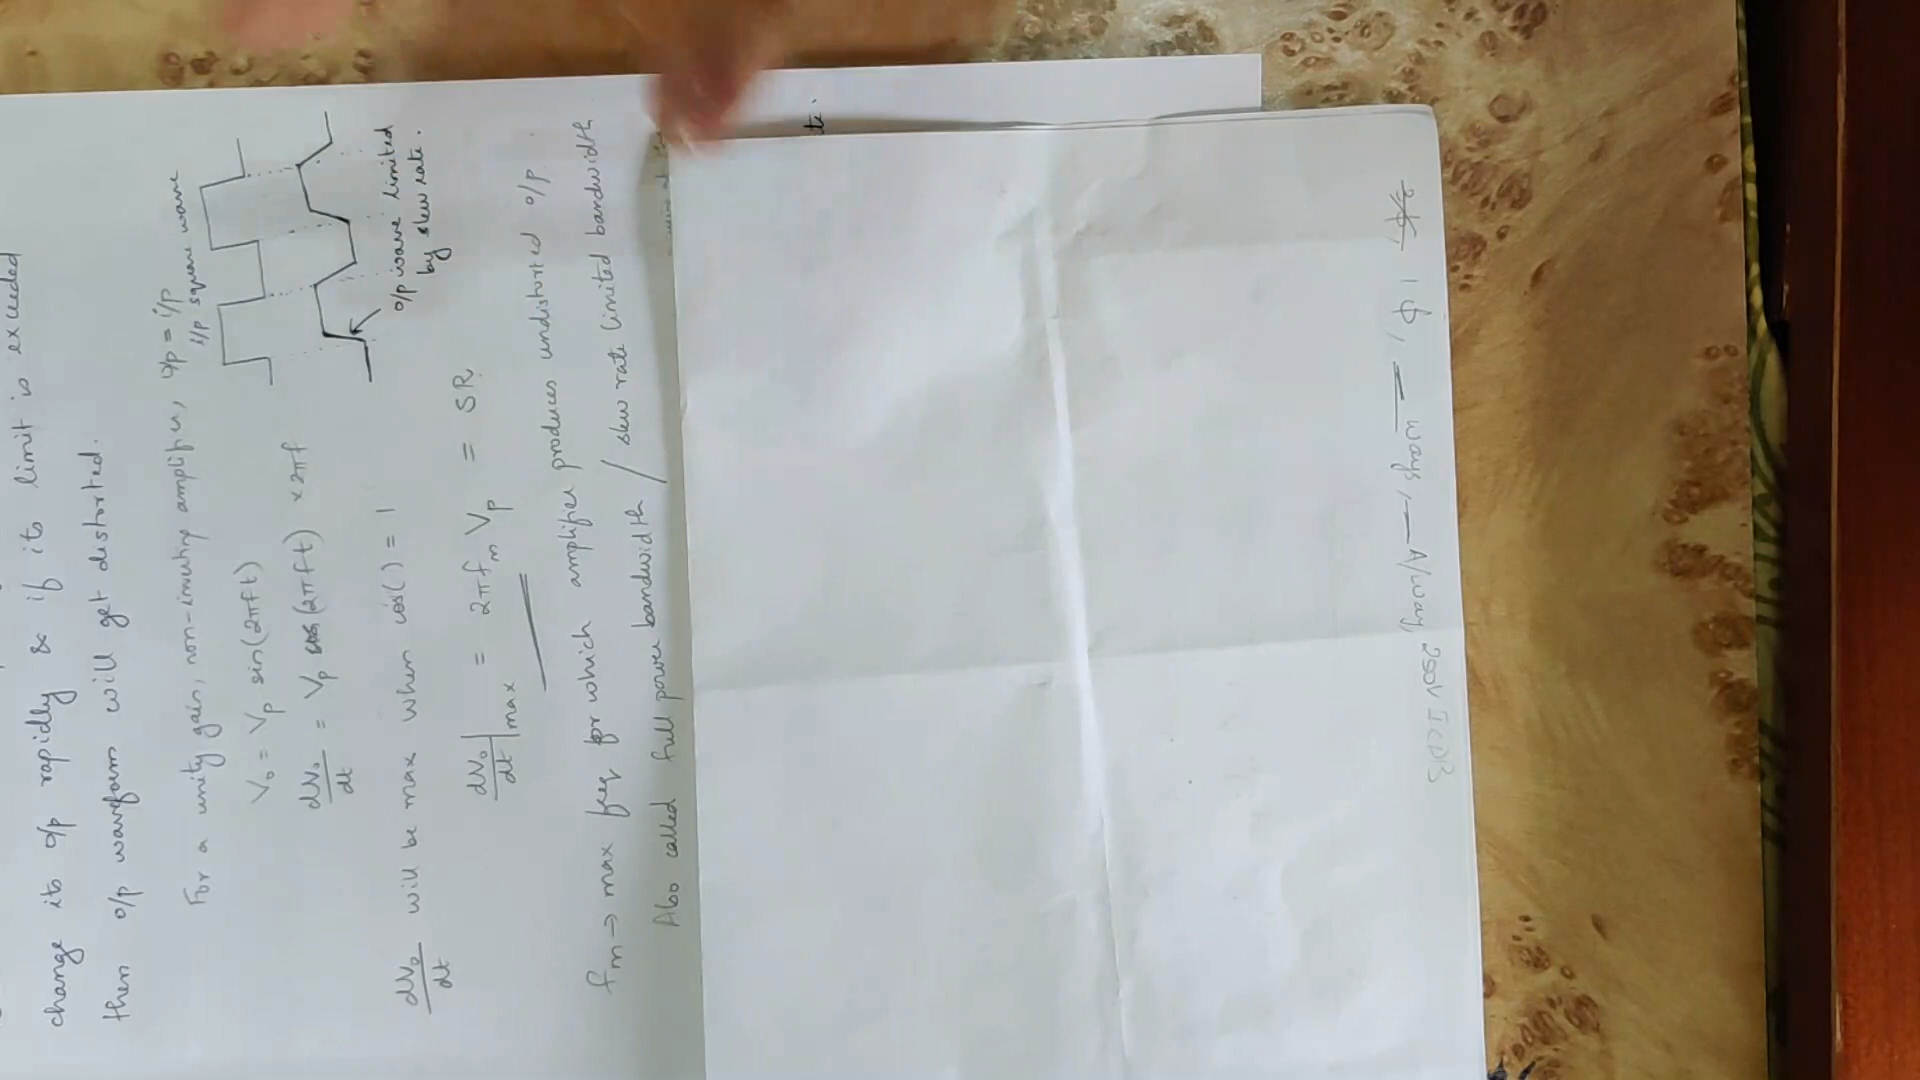 change its o/p rapidly & if its limit is exceeded
then o/p waveform will get distorted.
For a unity gain, non-inverting amplifier, o/p = i/p
i/p square wave
V₀ = Vp sin(2πft)
dV₀/dt = Vp cos (2πft) × 2πf
o/p wave limited
by slew rate.
dV₀/dt will be max when cos( ) = 1
dV₀/dt|max = 2πfm Vp = SR
fm → max freq for which amplifier produces undistorted o/p.
Also called full power bandwidth / slew rate limited bandwidth
1 ϕ, — ways, — A/way, 250V ICDB